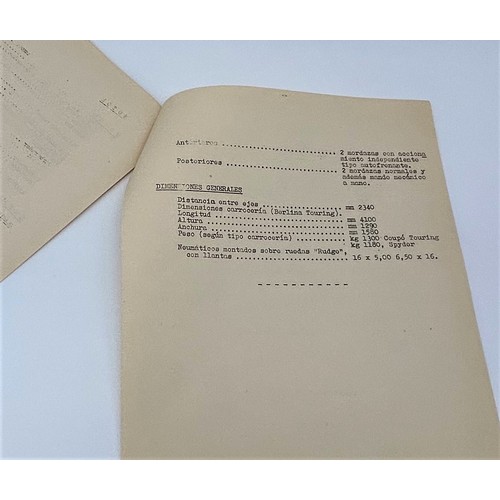 Anteriores .......................... 2 mordazas con acciona
miento independiente
tipo autofrenante.
Posteriores ......................... 2 mordazas normales y
además mando mecánico
a mano.
DIMENSIONES GENERALES
Distancia entre ejes ................ mm 2340
Dimensiones carrocería (Berlina Touring).
Longitud ............................ mm 4100
Altura .............................. mm 1290
Anchura ............................. mm 1580
Peso (según tipo carrocería) ........ kg 1300 Coupé Touring
kg 1180, Spyder
Neumáticos montados sobre ruedas "Rudge",
con llantas ......................... 16 x 5,00 6,50 x 16.
- - - - - - - - - - -